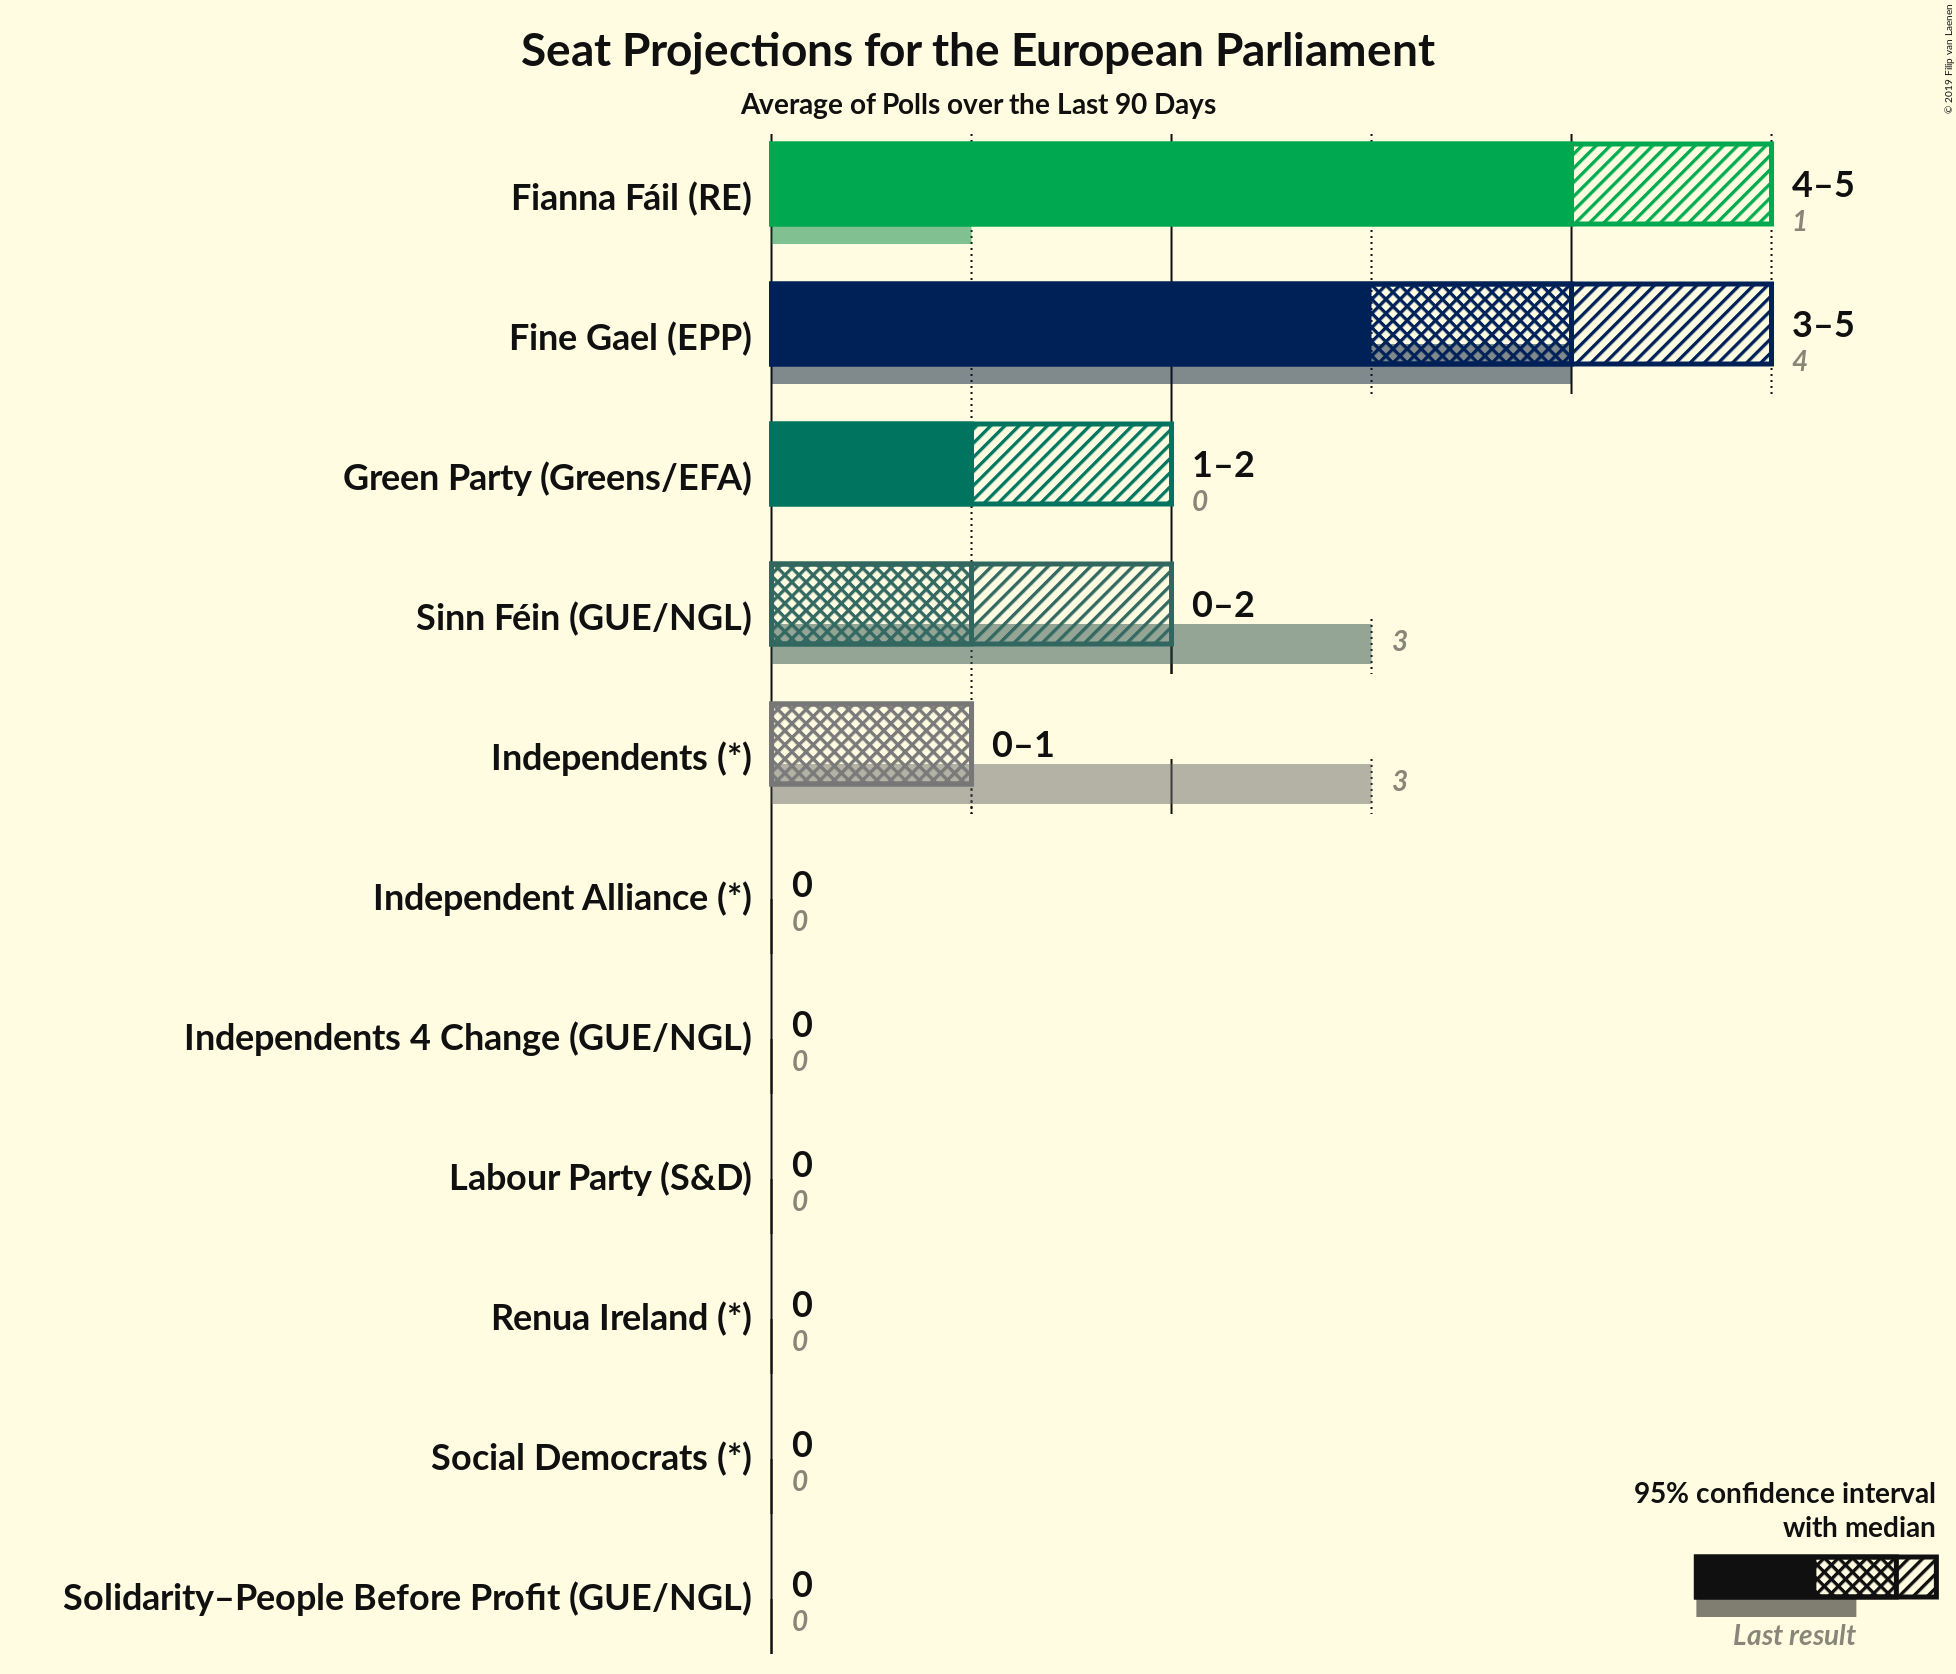 Seat Projections for the European Parliament
Average of Polls over the Last 90 Days
© 2019 Filip van Laenen
Fianna Fáil (RE)
4–5
1
Fine Gael (EPP)
3–5
4
Green Party (Greens/EFA)
1–2
0
Sinn Féin (GUE/NGL)
0–2
3
Independents (*)
0–1
3
Independent Alliance (*)
0
0
Independents 4 Change (GUE/NGL)
0
0
Labour Party (S&D)
0
0
Renua Ireland (*)
0
0
Social Democrats (*)
0
0
Solidarity–People Before Profit (GUE/NGL)
0
0
95% confidence interval
with median
Last result